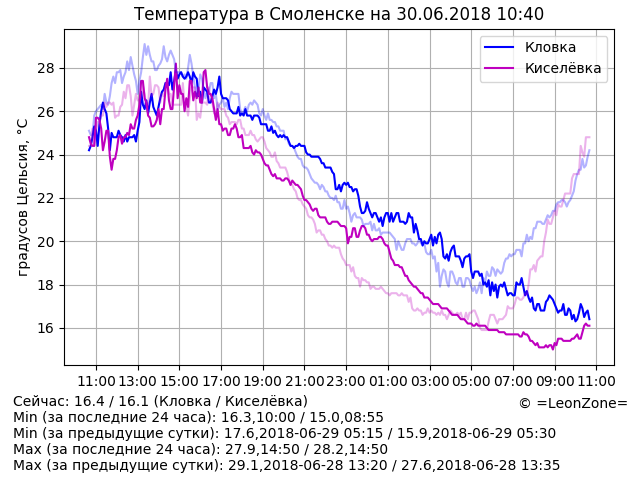 Температура в Смоленске на 30.06.2018 10:40
Кловка
Киселёвка
градусов Цельсия, °C
28
26
24
22
20
18
16
11:00 13:00 15:00 17:00 19:00 21:00 23:00 01:00 03:00 05:00 07:00 09:00 11:00
Сейчас: 16.4 / 16.1 (Кловка / Киселёвка)
© =LeonZone=
Min (за последние 24 часа): 16.3,10:00 / 15.0,08:55
Min (за предыдущие сутки): 17.6,2018-06-29 05:15 / 15.9,2018-06-29 05:30
Max (за последние 24 часа): 27.9,14:50 / 28.2,14:50
Max (за предыдущие сутки): 29.1,2018-06-28 13:20 / 27.6,2018-06-28 13:35